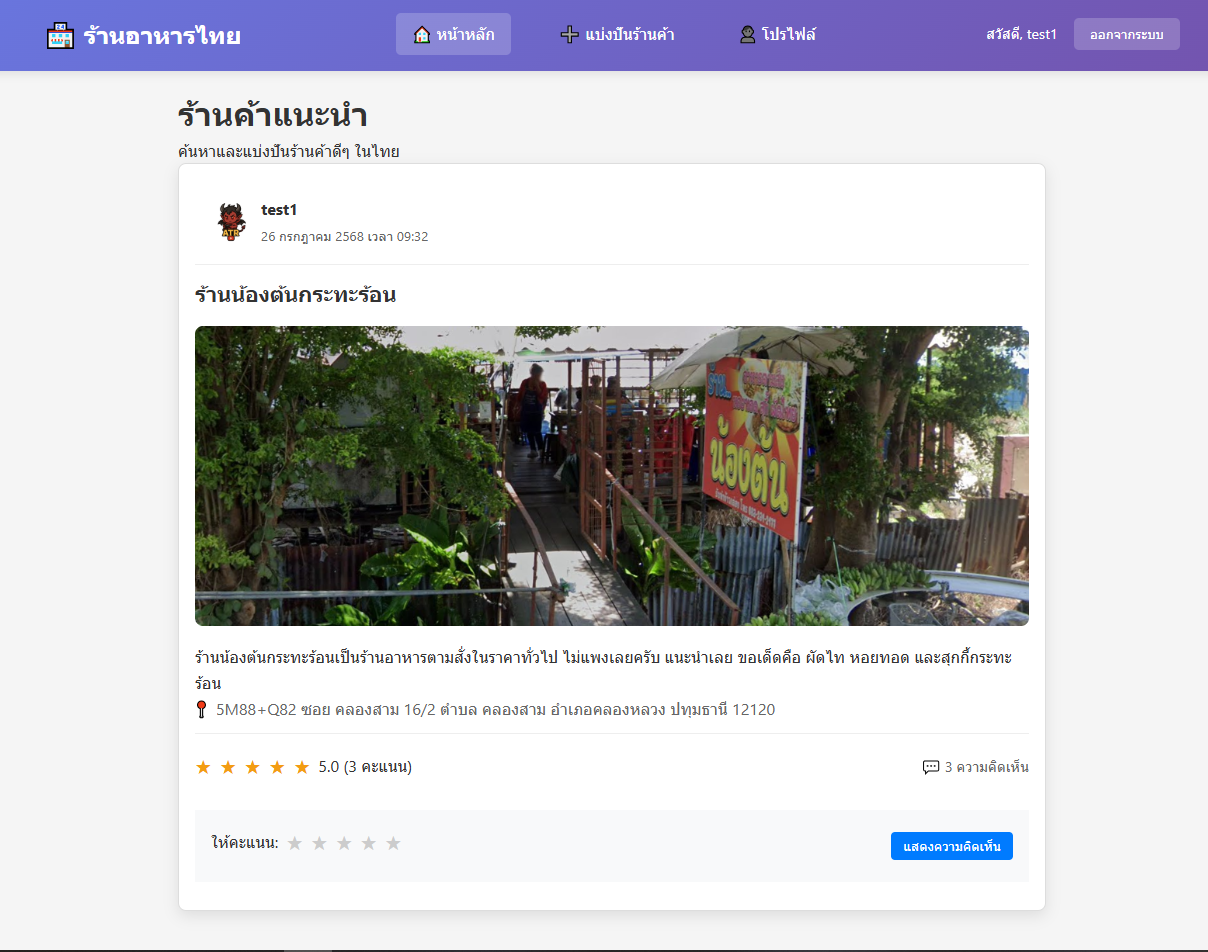 ร้านอาหารไทย
หน้าหลัก
แบ่งปันร้านค้า
โปรไฟล์
สวัสดี, test1
ออกจากระบบ
ร้านค้าแนะนำ
ค้นหาและแบ่งปันร้านค้าดีๆ ในไทย
ATR
test1
26 กรกฎาคม 2568 เวลา 09:32
ร้านน้องต้นกระทะร้อน
น้องต้น
ร้านน้องต้นกระทะร้อนเป็นร้านอาหารตามสั่งในราคาทั่วไป ไม่แพงเลยครับ แนะนำเลย ขอเด็ดคือ ผัดไท หอยทอด และสุกกี้กระทะ
ร้อน
5M88+Q82 ซอย คลองสาม 16/2 ตำบล คลองสาม อำเภอคลองหลวง ปทุมธานี 12120
★ ★ ★ ★ ★ 5.0 (3 คะแนน)
3 ความคิดเห็น
ให้คะแนน: ★ ★ ★ ★ ★
แสดงความคิดเห็น